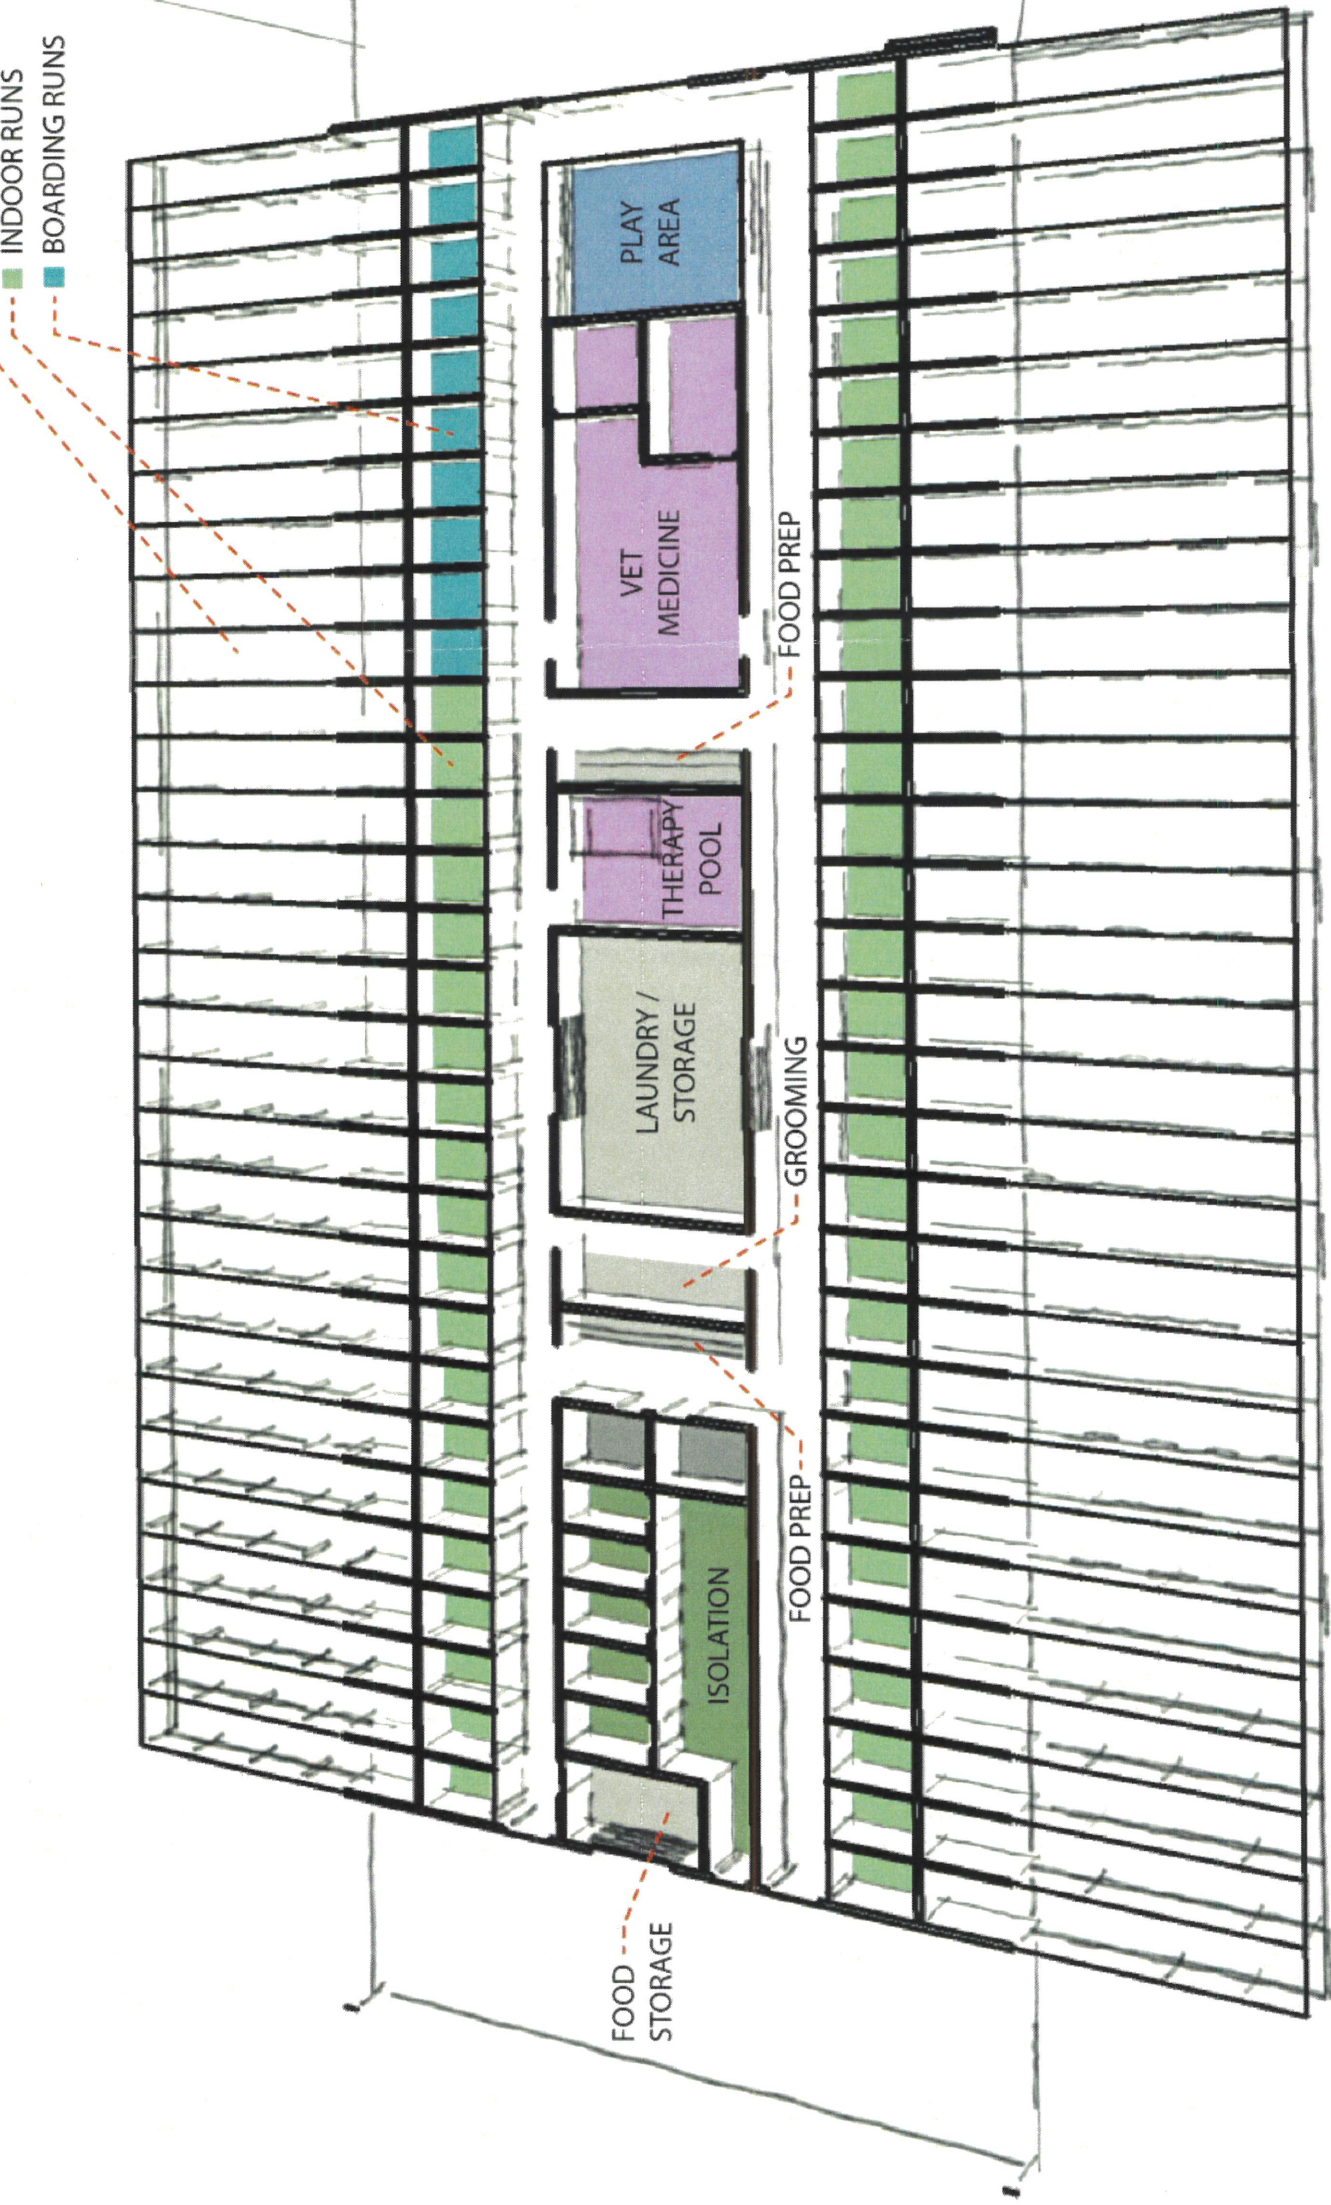 INDOOR RUNS
BOARDING RUNS
FOOD
STORAGE
ISOLATION
FOOD PREP
GROOMING
LAUNDRY /
STORAGE
THERAPY
POOL
FOOD PREP
VET
MEDICINE
PLAY
AREA